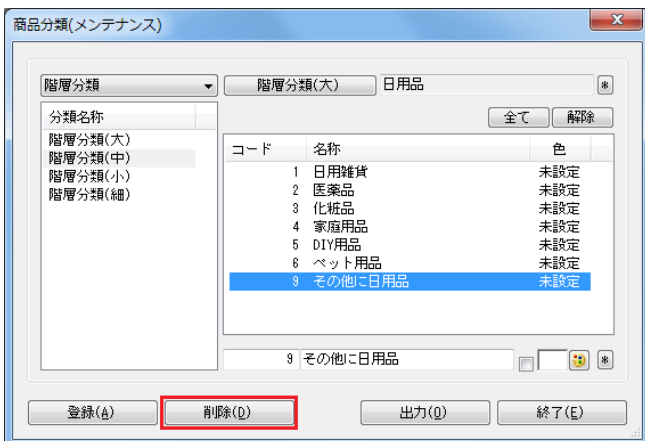 商品分類(メンテナンス)
階層分類 階層分類(大) 日用品 *
全て 解除
分類名称
階層分類(大)
階層分類(中)
階層分類(小)
階層分類(細)
コード 名称 色
1 日用雑貨 未設定
2 医薬品 未設定
3 化粧品 未設定
4 家庭用品 未設定
5 DIY用品 未設定
6 ペット用品 未設定
9 その他に日用品 未設定
9 その他に日用品 *
登録(A) 削除(D) 出力(O) 終了(E)